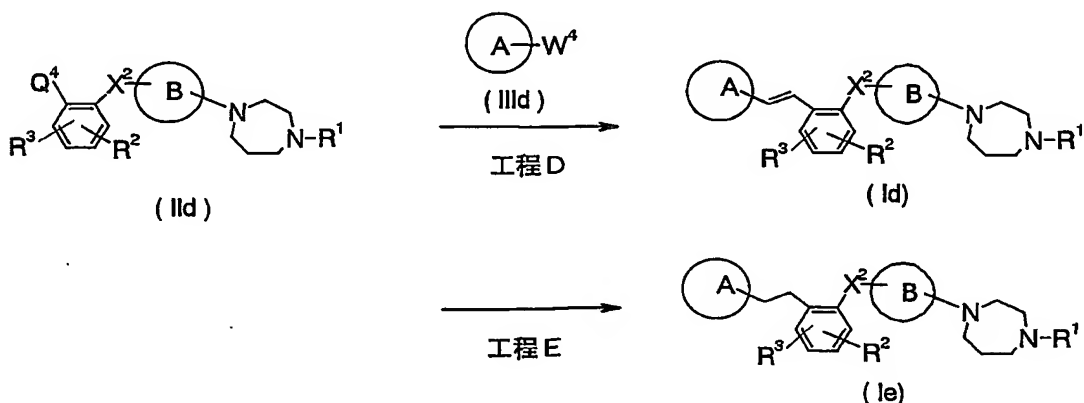 A W⁴
(IIId)
Q⁴ X² B N N-R¹ R³ R²
工程D
A X² B N N-R¹ R³ R²
(IId)
(Id)
工程E
A X² B N N-R¹ R³ R²
(Ie)